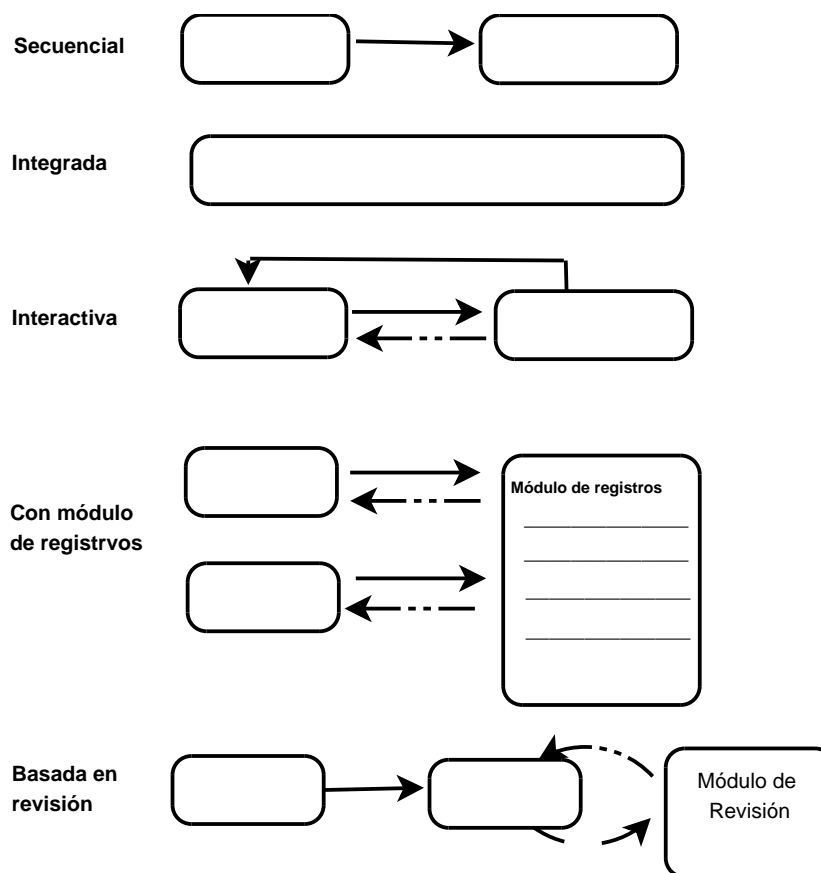 Secuencial
Integrada
Interactiva
Con módulo
de registrvos
Módulo de registros
Basada en
revisión
Módulo de
Revisión